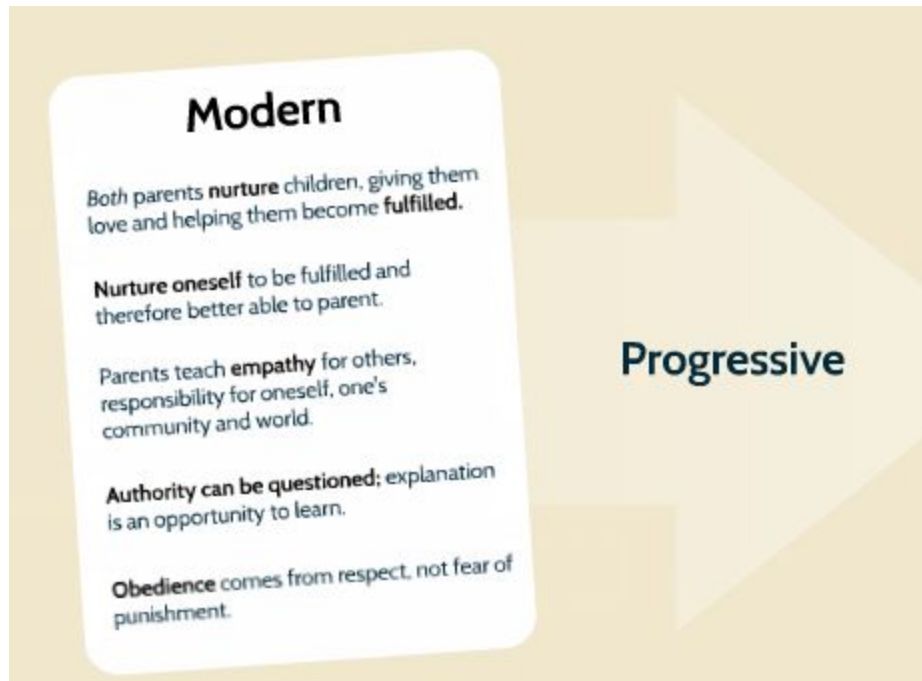 Modern
Both parents nurture children, giving them
love and helping them become fulfilled.
Nurture oneself to be fulfilled and
therefore better able to parent.
Parents teach empathy for others,
responsibility for oneself, one's
community and world.
Authority can be questioned; explanation
is an opportunity to learn.
Obedience comes from respect, not fear of
punishment.
Progressive